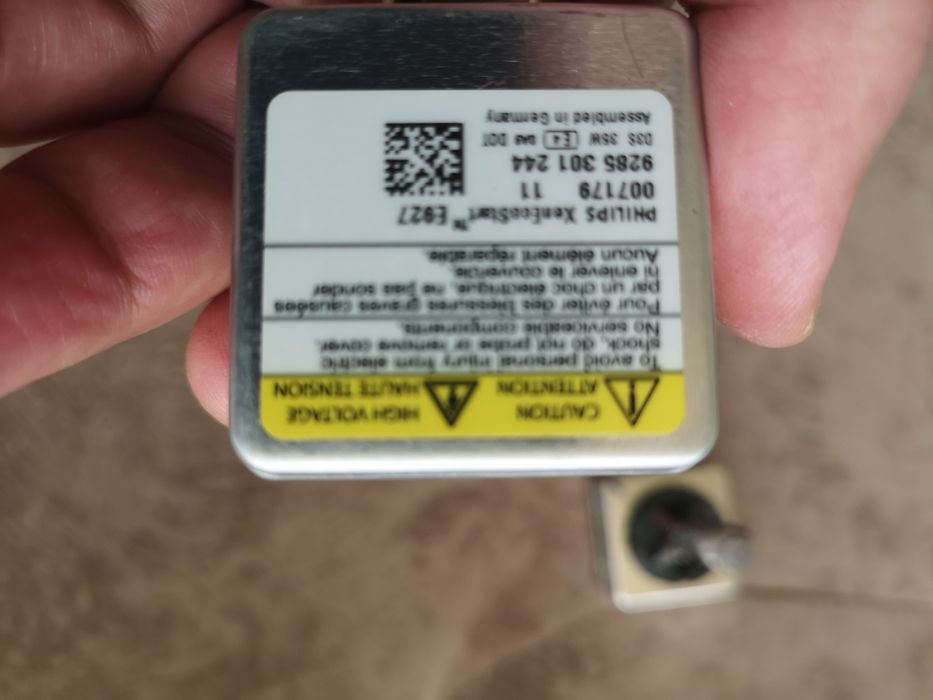 CAUTION
ATTENTION
HIGH VOLTAGE
HAUTE TENSION
To avoid personal injury from electric
shock, do not probe or remove cover.
No serviceable components.
Pour éviter des blessures graves causées
par un choc électrique, ne pas sonder
ni enlever le couvercle.
Aucun élément réparable.
PHILIPS XenEcoStart™ E927
007179 11
9285 301 244
D3S 35W E4 DOT
Assembled in Germany